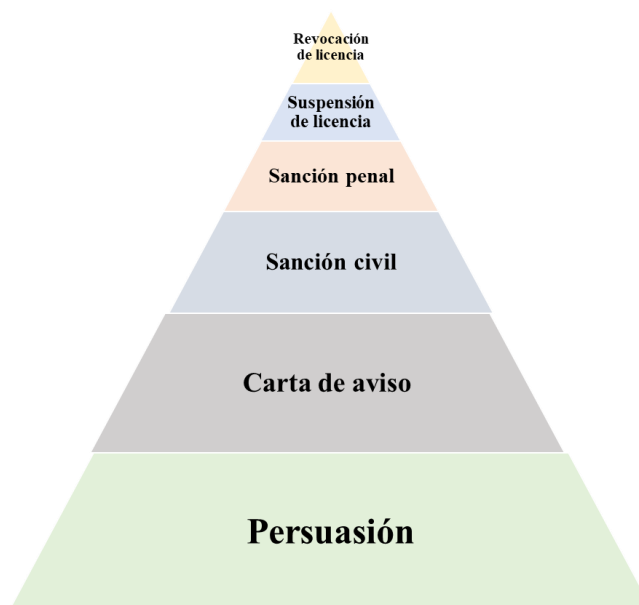 Revocación
de licencia
Suspensión
de licencia
Sanción penal
Sanción civil
Carta de aviso
Persuasión